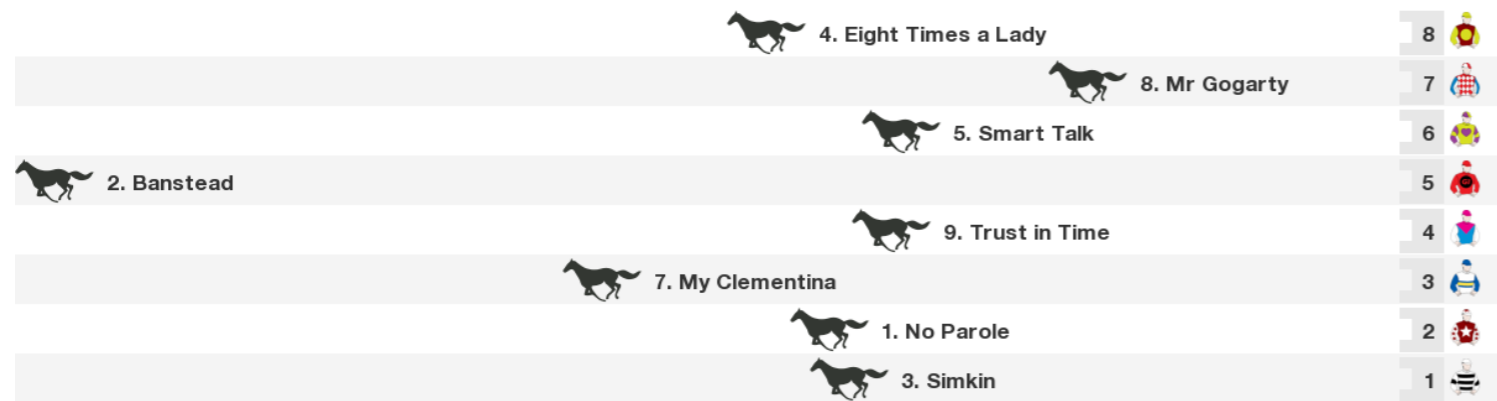 4. Eight Times a Lady 8
8. Mr Gogarty 7
5. Smart Talk 6
2. Banstead 5
9. Trust in Time 4
7. My Clementina 3
1. No Parole 2
3. Simkin 1